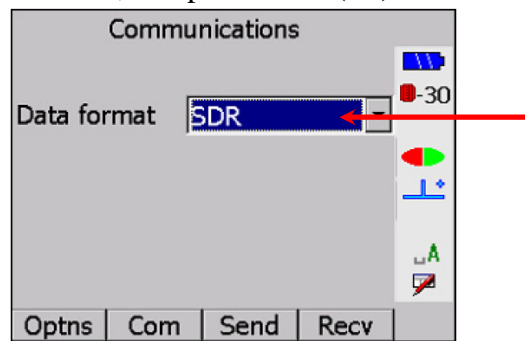 Communications
-30
Data format SDR
A
Optns Com Send Recv